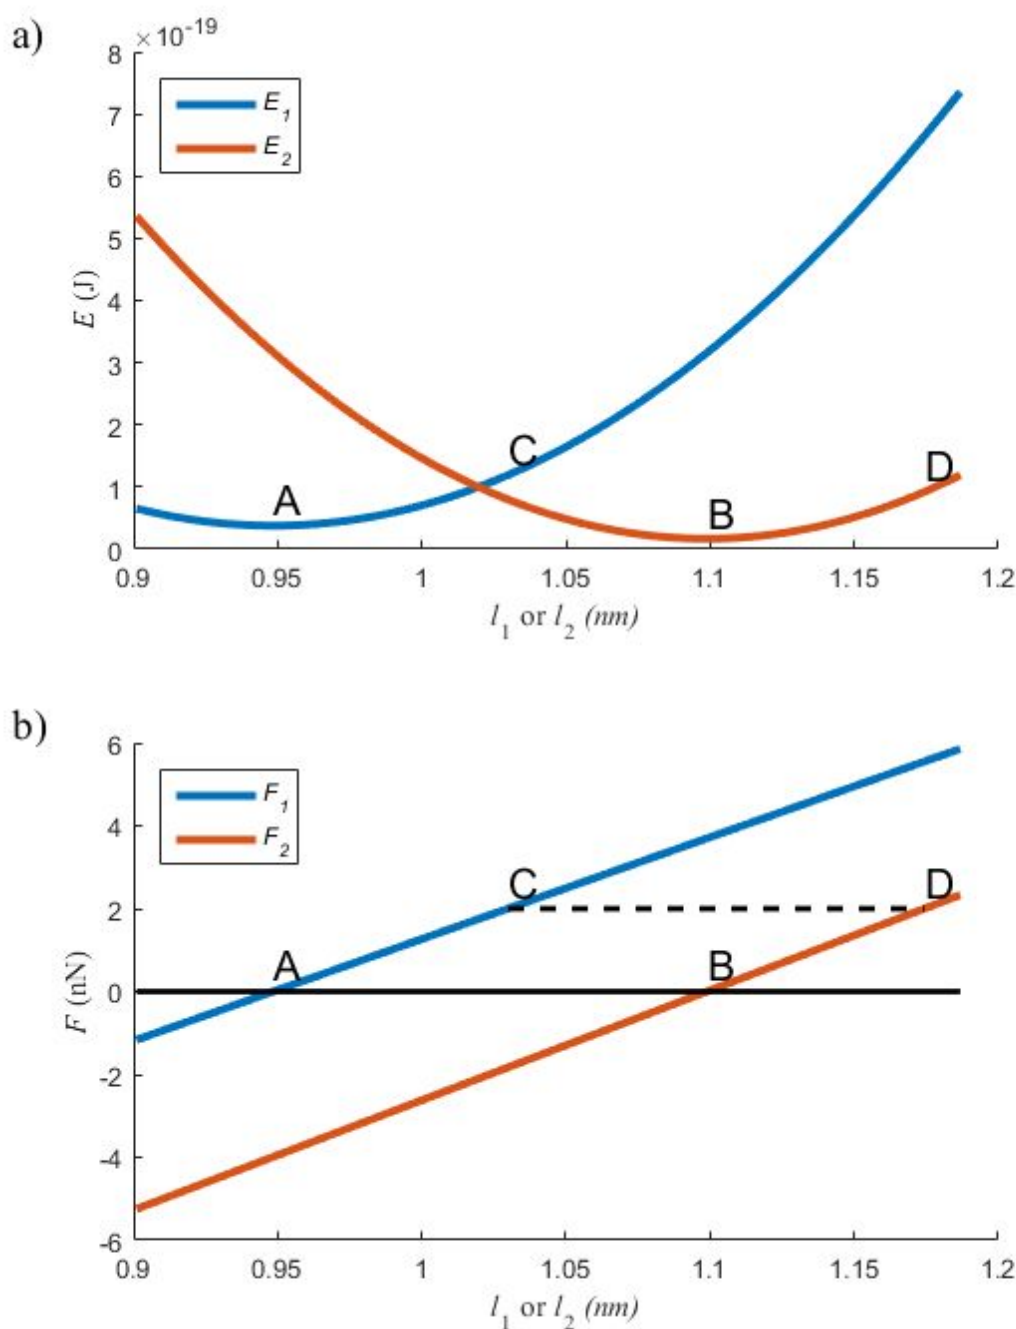 a)
×10⁻¹⁹
8
7
6
5
4
3
2
1
0
E (J)
E₁
E₂
A
C
B
D
0.9 0.95 1 1.05 1.1 1.15 1.2
l₁ or l₂ (nm)
b)
6
4
2
0
-2
-4
-6
F (nN)
F₁
F₂
C
D
A
B
0.9 0.95 1 1.05 1.1 1.15 1.2
l₁ or l₂ (nm)